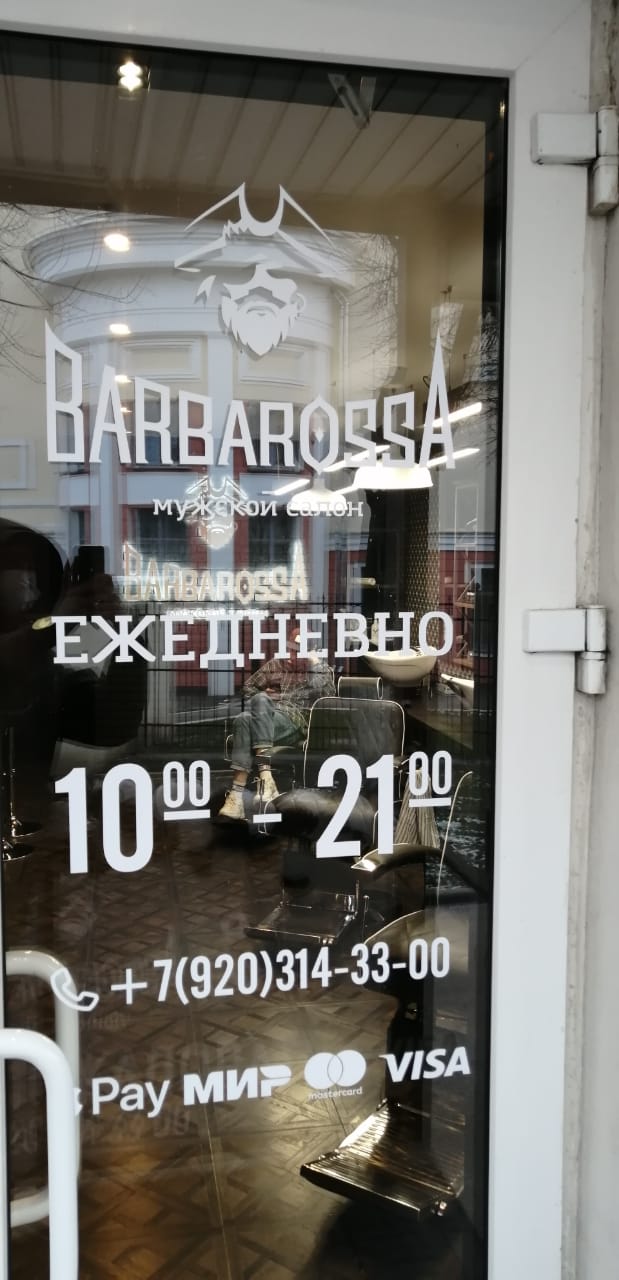 BARBAROSSA
мужской салон
BARBAROSSA
ЕЖЕДНЕВНО
10⁰⁰ - 21⁰⁰
+7(920)314-33-00
Pay МИР mastercard VISA